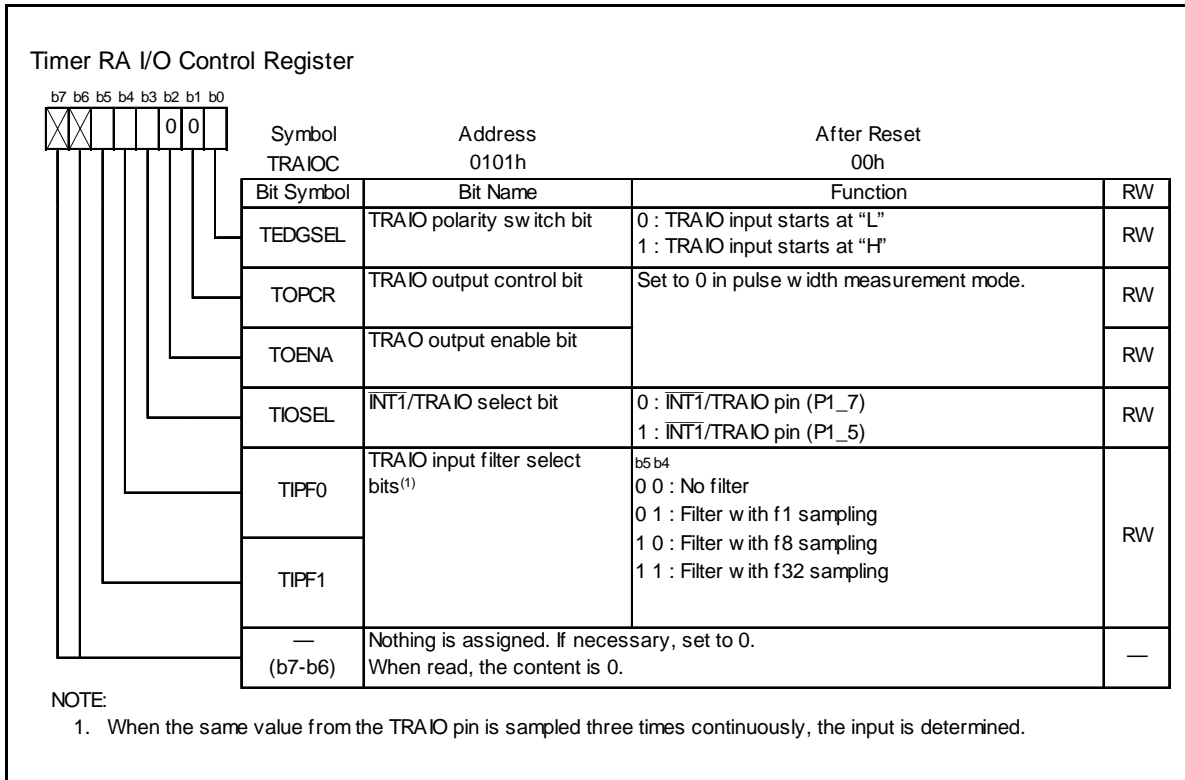 Timer RA I/O Control Register
b7 b6 b5 b4 b3 b2 b1 b0
0 0
Symbol Address After Reset
TRAIOC 0101h 00h
Bit Symbol Bit Name Function RW
TEDGSEL TRAIO polarity switch bit 0 : TRAIO input starts at “L” RW
1 : TRAIO input starts at “H”
TOPCR TRAIO output control bit Set to 0 in pulse width measurement mode. RW
TOENA TRAO output enable bit RW
TIOSEL INT1/TRAIO select bit 0 : INT1/TRAIO pin (P1_7) RW
1 : INT1/TRAIO pin (P1_5)
TIPF0 TRAIO input filter select bits(1) b5 b4 RW
0 0 : No filter
0 1 : Filter with f1 sampling
1 0 : Filter with f8 sampling
TIPF1 1 1 : Filter with f32 sampling
— Nothing is assigned. If necessary, set to 0. —
(b7-b6) When read, the content is 0.
NOTE:
1. When the same value from the TRAIO pin is sampled three times continuously, the input is determined.